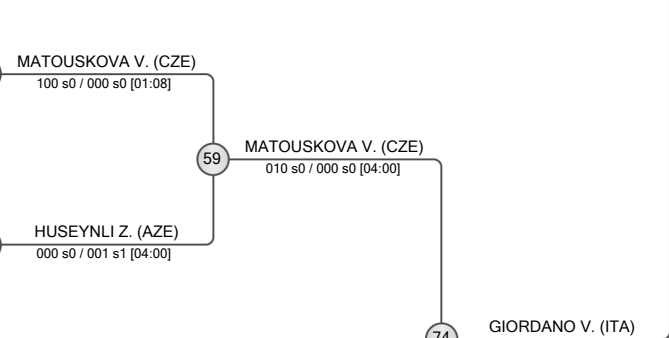 MATOUSKOVA V. (CZE)
100 s0 / 000 s0 [01:08]
59
MATOUSKOVA V. (CZE)
010 s0 / 000 s0 [04:00]
HUSEYNLI Z. (AZE)
000 s0 / 001 s1 [04:00]
74
GIORDANO V. (ITA)